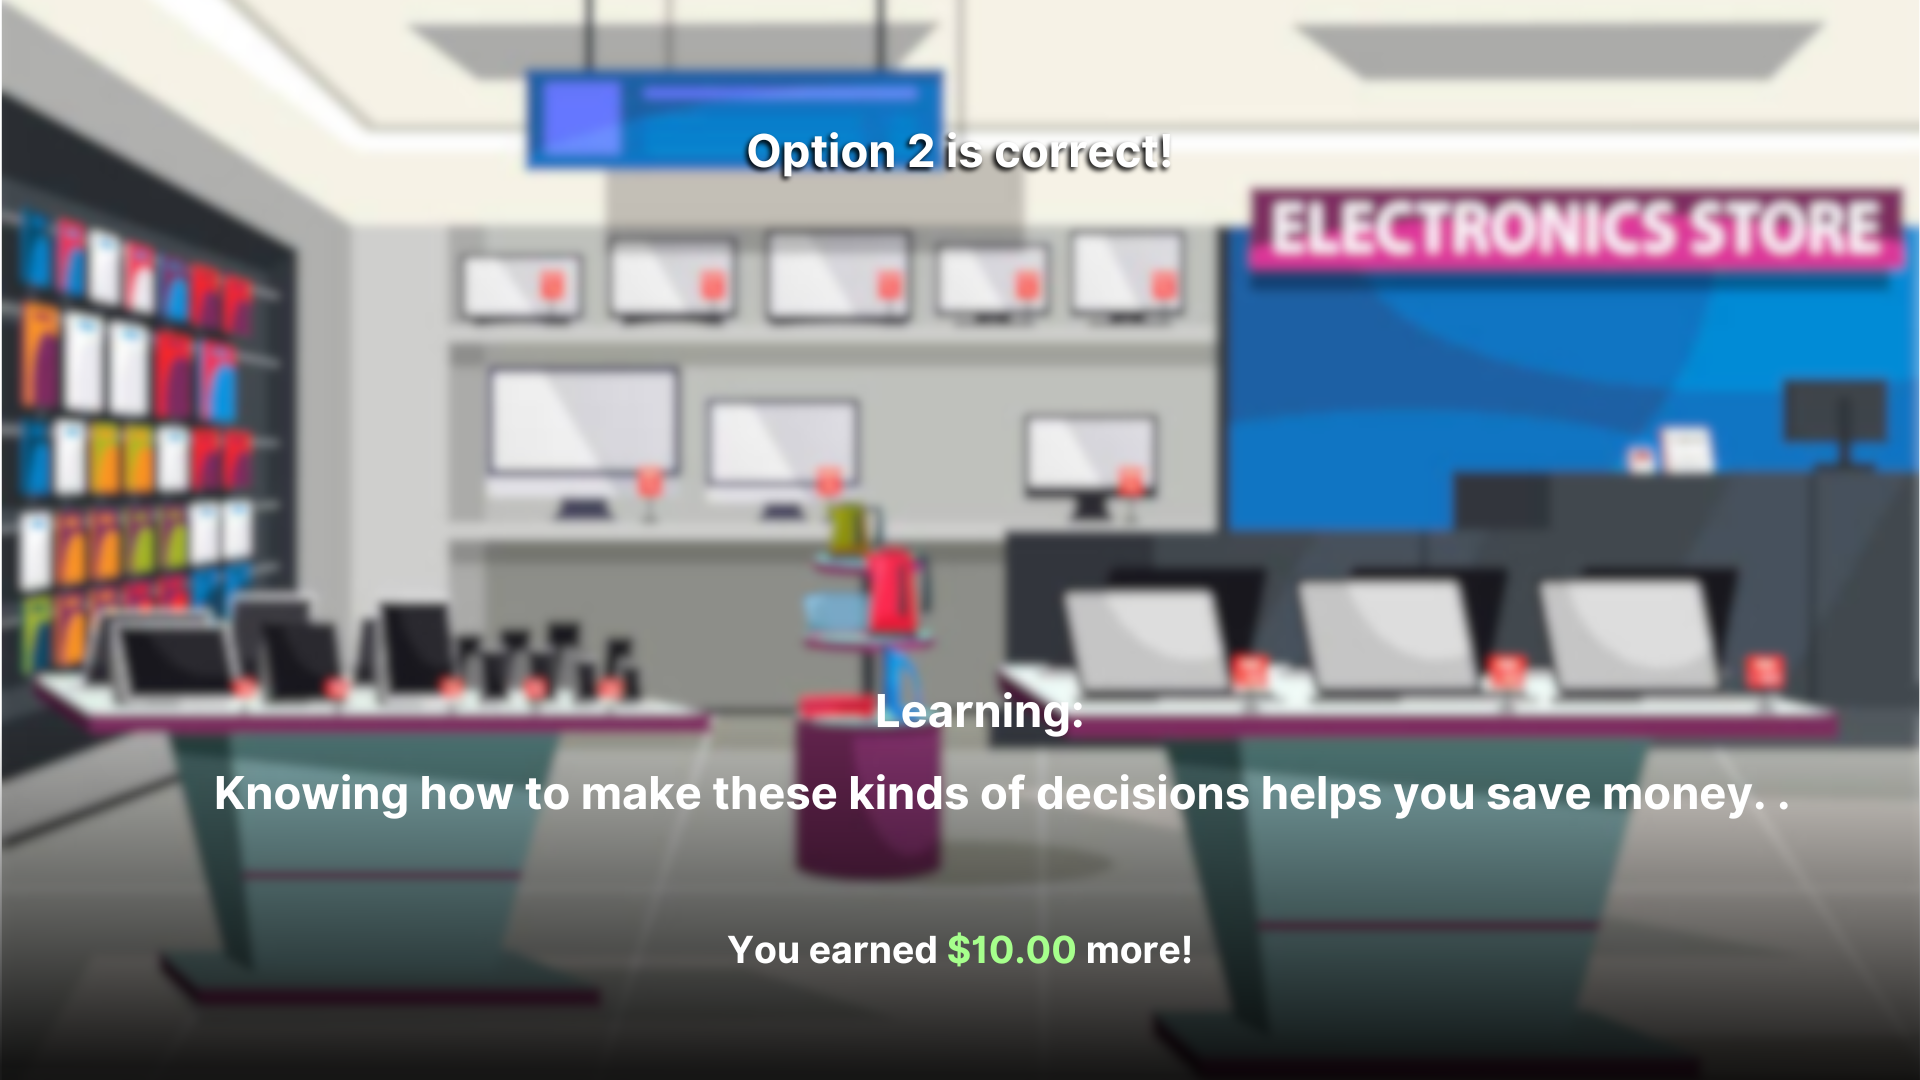 Option 2 is correct!
ELECTRONICS STORE
Learning:
Knowing how to make these kinds of decisions helps you save money. .
You earned $10.00 more!